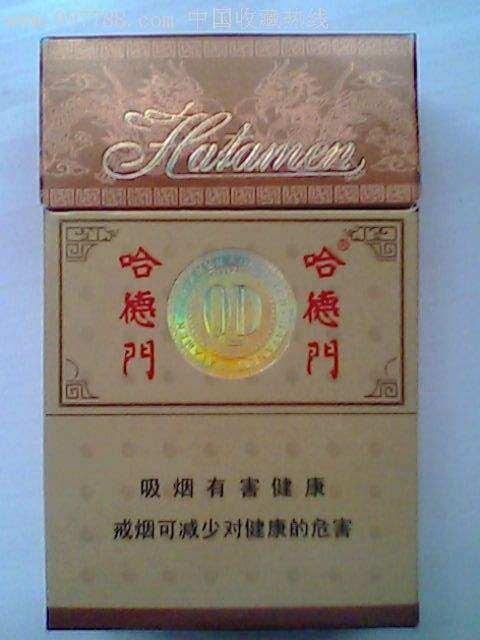 www.997788.com 中国收藏热线
Hatamen
哈德門
哈德門®
吸烟有害健康
戒烟可减少对健康的危害